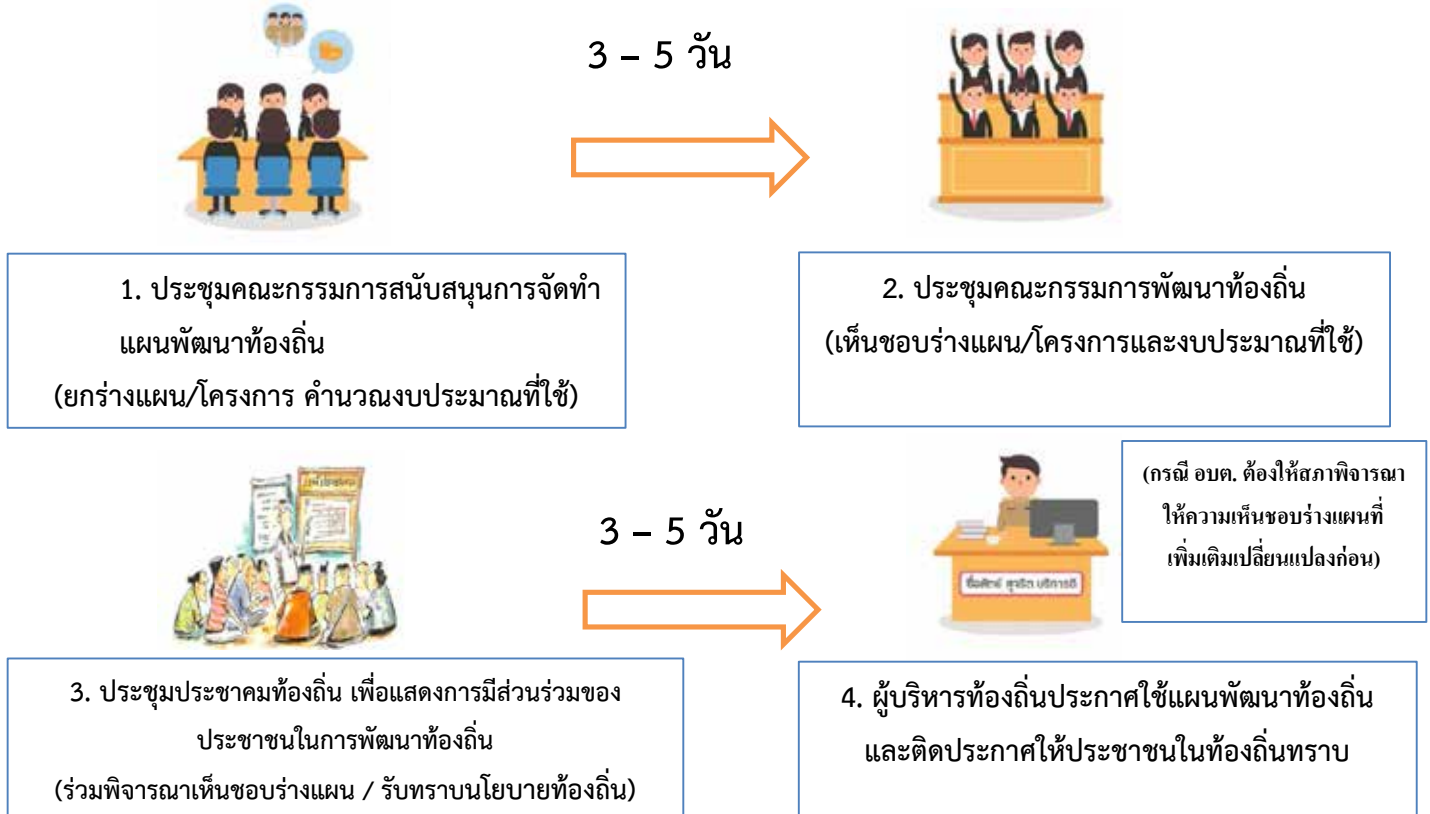 3 – 5 วัน
1. ประชุมคณะกรรมการสนับสนุนการจัดทำ
แผนพัฒนาท้องถิ่น
(ยกร่างแผน/โครงการ คำนวณงบประมาณที่ใช้)
2. ประชุมคณะกรรมการพัฒนาท้องถิ่น
(เห็นชอบร่างแผน/โครงการและงบประมาณที่ใช้)
3 – 5 วัน
(กรณี อบต. ต้องให้สภาพิจารณา
ให้ความเห็นชอบร่างแผนที่
เพิ่มเติมเปลี่ยนแปลงก่อน)
ซื่อสัตย์ สุจริต บริการดี
3. ประชุมประชาคมท้องถิ่น เพื่อแสดงการมีส่วนร่วมของ
ประชาชนในการพัฒนาท้องถิ่น
(ร่วมพิจารณาเห็นชอบร่างแผน / รับทราบนโยบายท้องถิ่น)
4. ผู้บริหารท้องถิ่นประกาศใช้แผนพัฒนาท้องถิ่น
และติดประกาศให้ประชาชนในท้องถิ่นทราบ